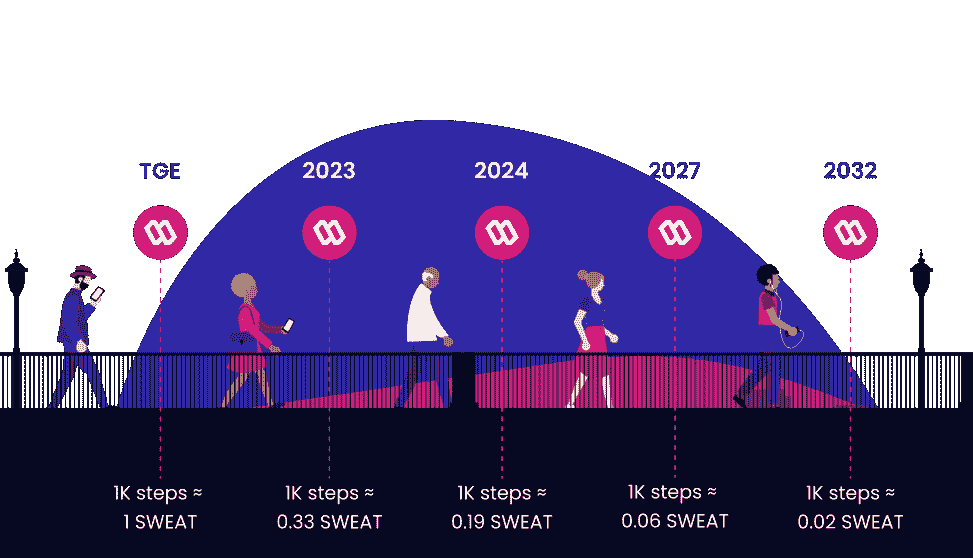 TGE
2023
2024
2027
2032
1K steps ≈
1 SWEAT
1K steps ≈
0.33 SWEAT
1K steps ≈
0.19 SWEAT
1K steps ≈
0.06 SWEAT
1K steps ≈
0.02 SWEAT